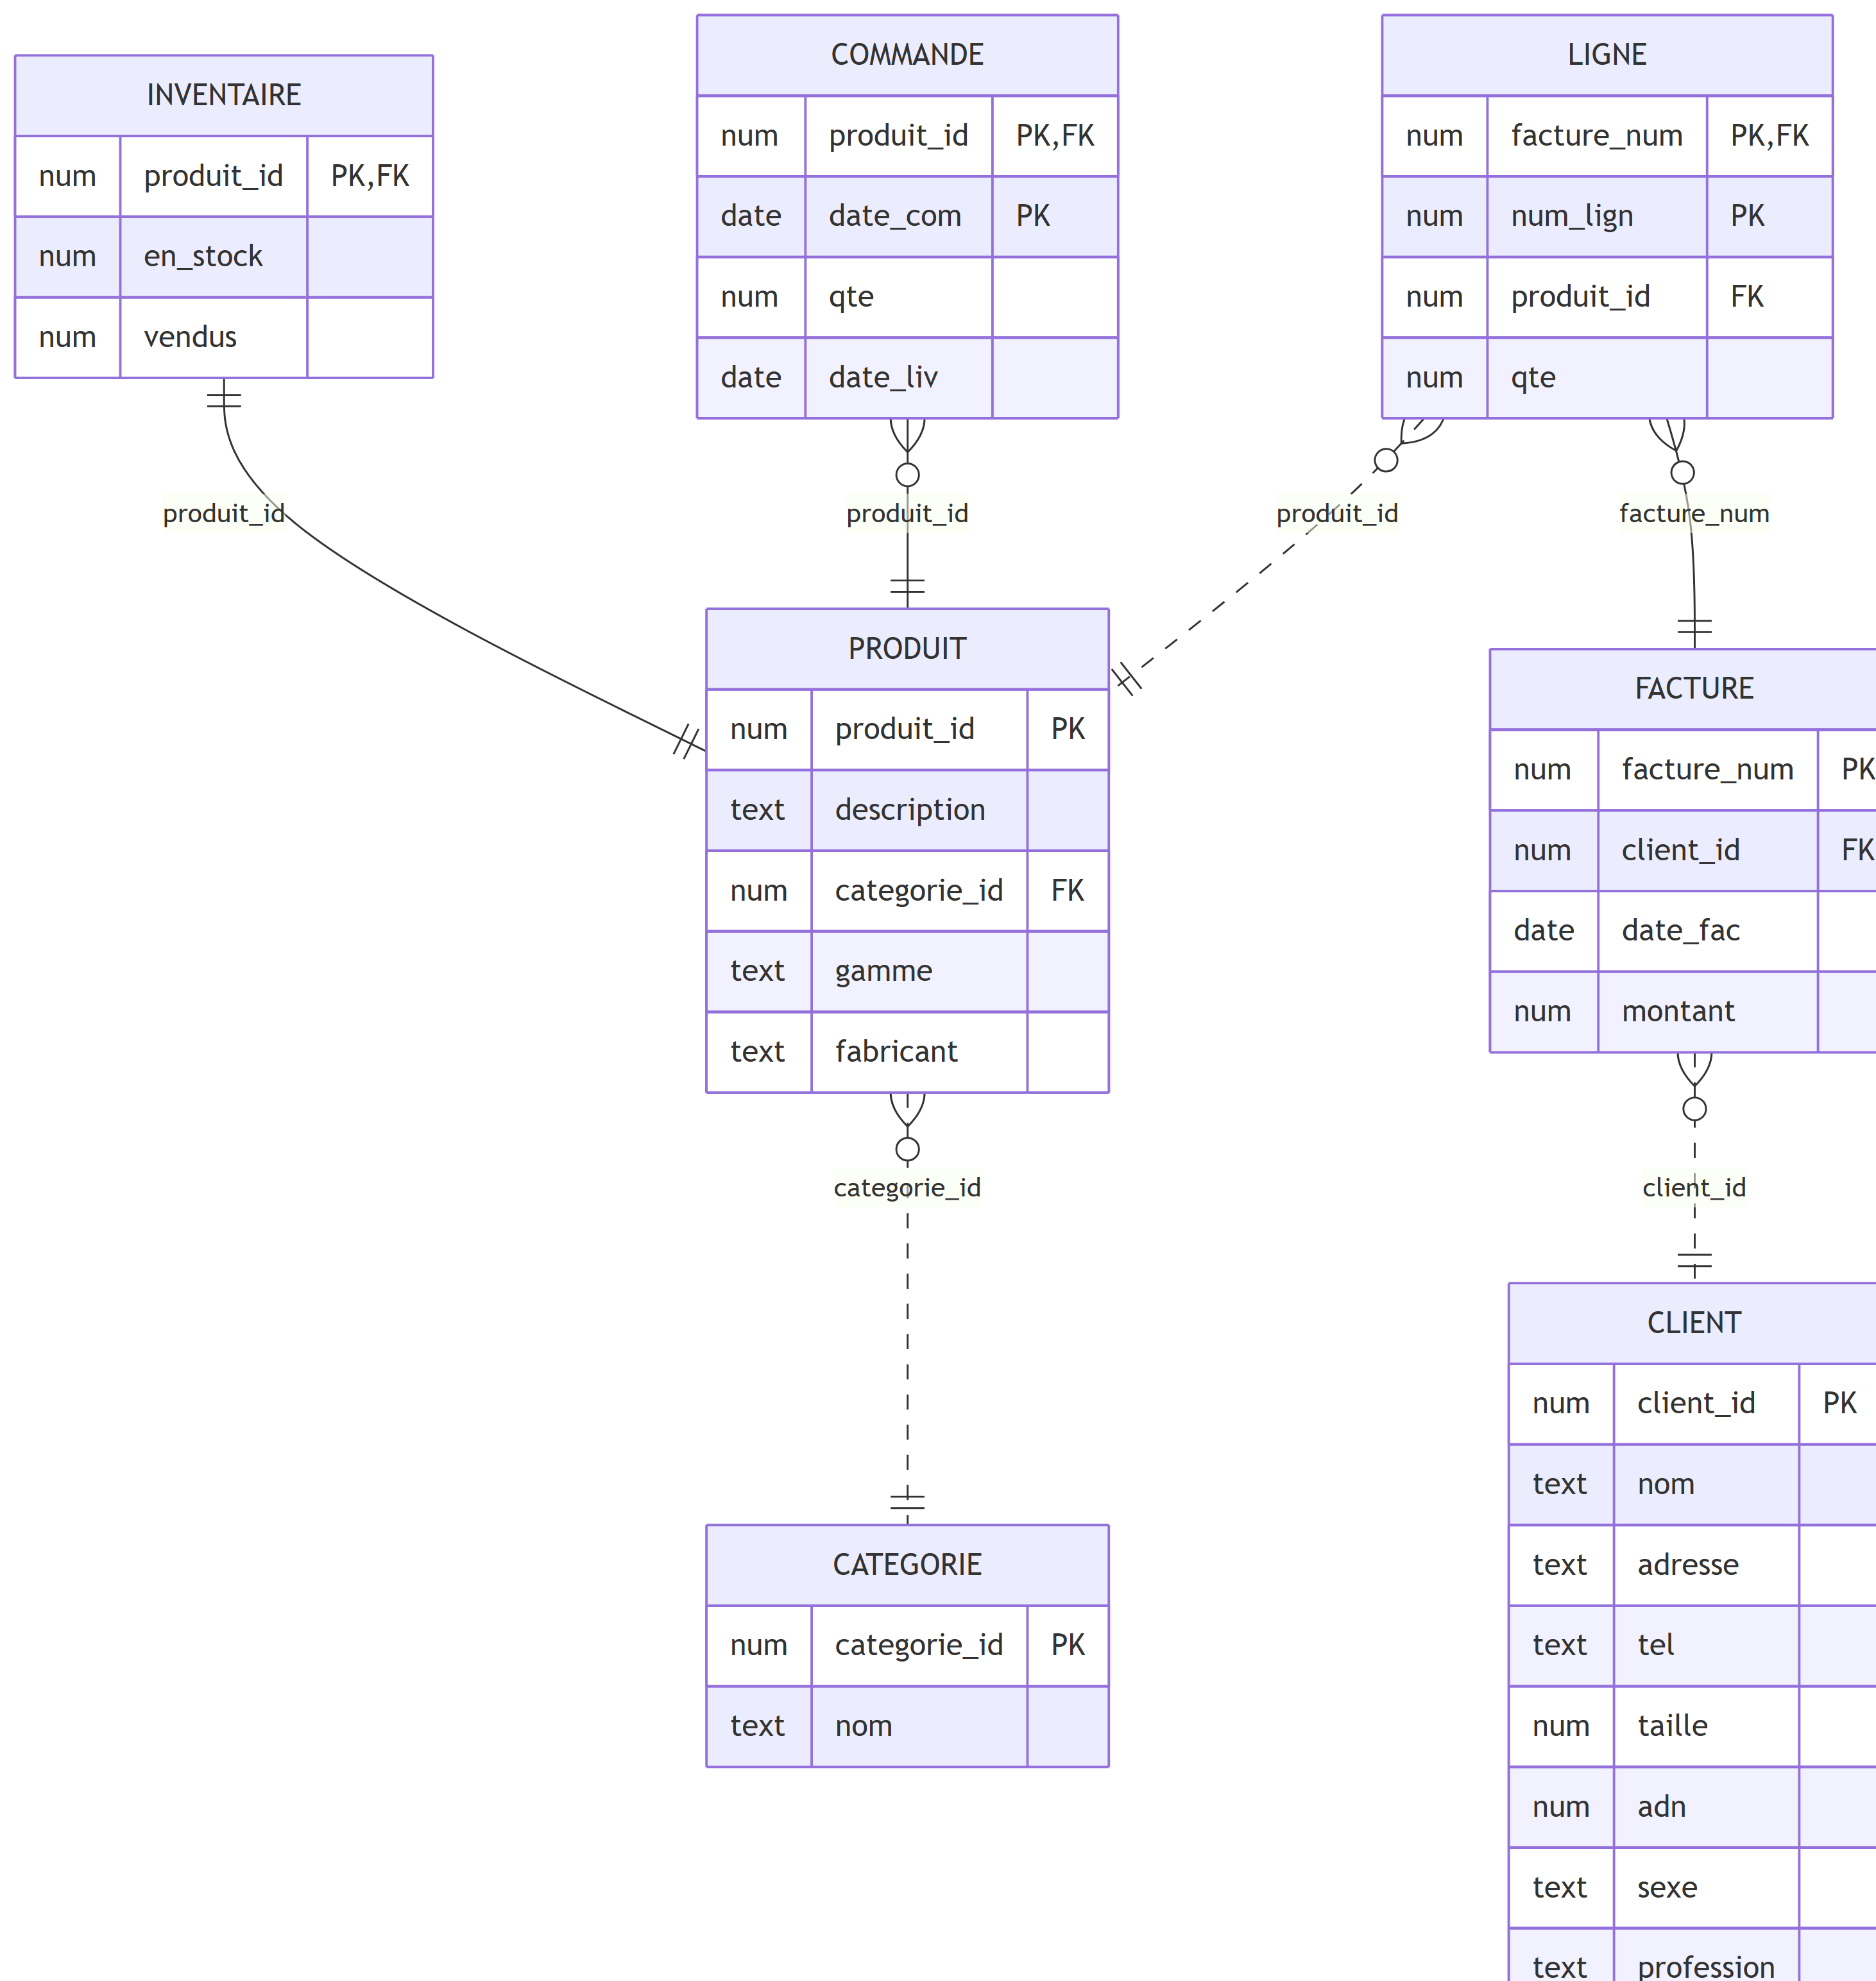 INVENTAIRE
num produit_id PK,FK
num en_stock
num vendus
COMMANDE
num produit_id PK,FK
date date_com PK
num qte
date date_liv
LIGNE
num facture_num PK,FK
num num_lign PK
num produit_id FK
num qte
produit_id
produit_id
produit_id
facture_num
PRODUIT
num produit_id PK
text description
num categorie_id FK
text gamme
text fabricant
FACTURE
num facture_num PK
num client_id FK
date date_fac
num montant
categorie_id
client_id
CATEGORIE
num categorie_id PK
text nom
CLIENT
num client_id PK
text nom
text adresse
text tel
num taille
num adn
text sexe
text profession